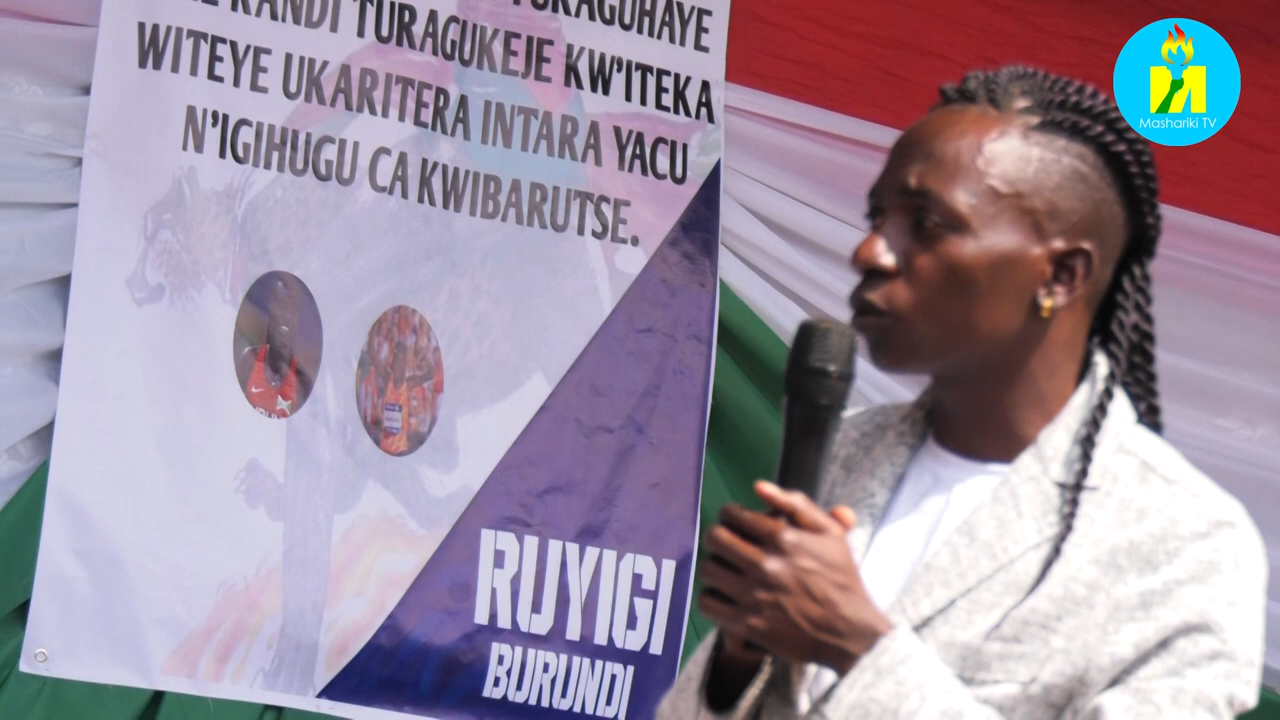 KANDI TURAGUKEJE KW'ITEKA
WITEYE UKARITERA INTARA YACU
N'IGIHUGU CA KWIBARUTSE.
RUYIGI
BURUNDI
Mashariki TV